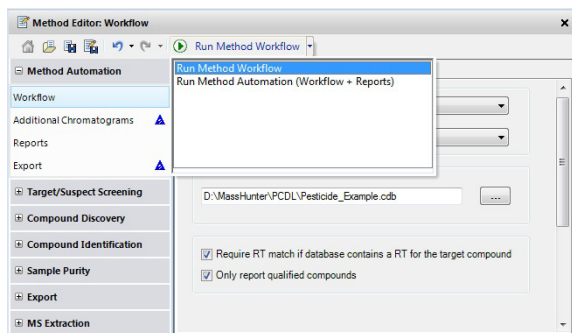 Method Editor: Workflow
Run Method Workflow
Method Automation
Run Method Workflow
Run Method Automation (Workflow + Reports)
Workflow
Additional Chromatograms
Reports
Export
Target/Suspect Screening
D:\MassHunter\PCDL\Pesticide_Example.cdb
...
Compound Discovery
Compound Identification
Require RT match if database contains a RT for the target compound
Sample Purity
Only report qualified compounds
Export
MS Extraction